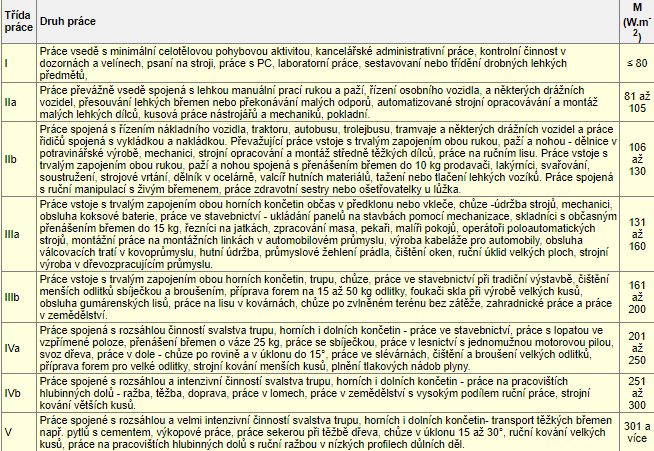 Třída práce
Druh práce
M (W.m-2)
I
Práce vsedě s minimální celotělovou pohybovou aktivitou, kancelářské administrativní práce, kontrolní činnost v
dozornách a velínech, psaní na stroji, práce s PC, laboratorní práce, sestavovaní nebo třídění drobných lehkých
předmětů,
≤ 80
IIa
Práce převážně vsedě spojená s lehkou manuální prací rukou a paží, řízení osobního vozidla, a některých drážních
vozidel, přesouvání lehkých břemen nebo překonávání malých odporů, automatizované strojní opracovávání a montáž
malých lehkých dílců, kusová práce nástrojářů a mechaniků, pokladní.
81 až
105
IIb
Práce spojená s řízením nákladního vozidla, traktoru, autobusu, trolejbusu, tramvaje a některých drážních vozidel a práce
řidičů spojená s vykládkou a nakládkou. Převažující práce vstoje s trvalým zapojením obou rukou, paží a nohou - dělnice v
potravinářské výrobě, mechanici, strojní opracování a montáž středně těžkých dílců, práce na ručním lisu. Práce vstoje s
trvalým zapojením obou rukou, paží a nohou spojená s přenášením břemen do 10 kg prodavači, lakýrníci, svařování,
soustružení, strojové vrtání, dělník v ocelárně, valcíř hutních materiálů, tažení nebo tlačení lehkých vozíků. Práce spojená
s ruční manipulací s živým břemenem, práce zdravotní sestry nebo ošetřovatelky u lůžka.
106
až
130
IIIa
Práce vstoje s trvalým zapojením obou horních končetin občas v předklonu nebo vkleče, chůze -údržba strojů, mechanici,
obsluha koksové baterie, práce ve stavebnictví - ukládání panelů na stavbách pomocí mechanizace, skladníci s občasným
přenášením břemen do 15 kg, řezníci na jatkách, zpracování masa, pekaři, malíři pokojů, operátoři poloautomatických
strojů, montážní práce na montážních linkách v automobilovém průmyslu, výroba kabeláže pro automobily, obsluha
válcovacích tratí v kovoprůmyslu, hutní údržba, průmyslové žehlení prádla, čištění oken, ruční úklid velkých ploch, strojní
výroba v dřevozpracujícím průmyslu.
131
až
160
IIIb
Práce vstoje s trvalým zapojením obou horních končetin, trupu, chůze, práce ve stavebnictví při tradiční výstavbě, čištění
menších odlitků sbíječkou a broušením, příprava forem na 15 až 50 kg odlitky, foukači skla při výrobě velkých kusů,
obsluha gumárenských lisů, práce na lisu v kovárnách, chůze po zvlněném terénu bez zátěže, zahradnické práce a práce
v zemědělství.
161
až
200
IVa
Práce spojená s rozsáhlou činností svalstva trupu, horních i dolních končetin - práce ve stavebnictví, práce s lopatou ve
vzpřímené poloze, přenášení břemen o váze 25 kg, práce se sbíječkou, práce v lesnictví s jednomužnou motorovou pilou,
svoz dřeva, práce v dole - chůze po rovině a v úklonu do 15°, práce ve slévárnách, čištění a broušení velkých odlitků,
příprava forem pro velké odlitky, strojní kování menších kusů, plnění tlakových nádob plyny.
201
až
250
IVb
Práce spojené s rozsáhlou a intenzivní činností svalstva trupu, horních i dolních končetin - práce na pracovištích
hlubinných dolů - ražba, těžba, doprava, práce v lomech, práce v zemědělství s vysokým podílem ruční práce, strojní
kování větších kusů.
251
až
300
V
Práce spojené s rozsáhlou a velmi intenzivní činností svalstva trupu, horních i dolních končetin- transport těžkých břemen
např. pytlů s cementem, výkopové práce, práce sekerou při těžbě dřeva, chůze v úklonu 15 až 30°, ruční kování velkých
kusů, práce na pracovištích hlubinných dolů s ruční ražbou v nízkých profilech důlních děl.
301 a
více